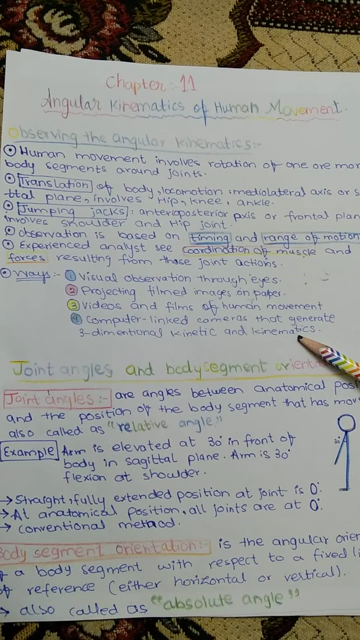 Chapter:- 11
Angular Kinematics of Human Movement.
Observing the angular kinematics:-
Human movement involves rotation of one are mor
body segments around joints.
Translation of body, locomotion :mediolateral axis or s
ttal plane, involves Hip, knee, ankle.
Jumping jacks: anterioposterior axis or frontal plan
involves shoulder and Hip joint.
observation is based on timing and range of motion
Experienced analyst see cordination of muscle and
forces resulting from those joint actions.
Ways:- 1 Visual observation through eyes.
2 Projecting filmed images on paper.
3 Videos and films of human movement
4 Computer-linked cameras that generate
3-dimentional kinetic and kinematics.
Joint angles and body segment orient
Joint angles:- are angles between anatomical pos
and the position of the body segment that has mov
also called as "relative angle"
Example Arm is elevated at 30° in front of
body in sagittal plane. Arm is 30°
flexion at shoulder.
→ Straight, fully extended position at joint is 0°.
→ At anatomical position, all joints are at 0°.
→ conventional method.
Body segment orientation:- is the angular orien
of a body segment with respect to a fixed li
of reference (either horizontal or vertical).
→ also called as "absolute angle"